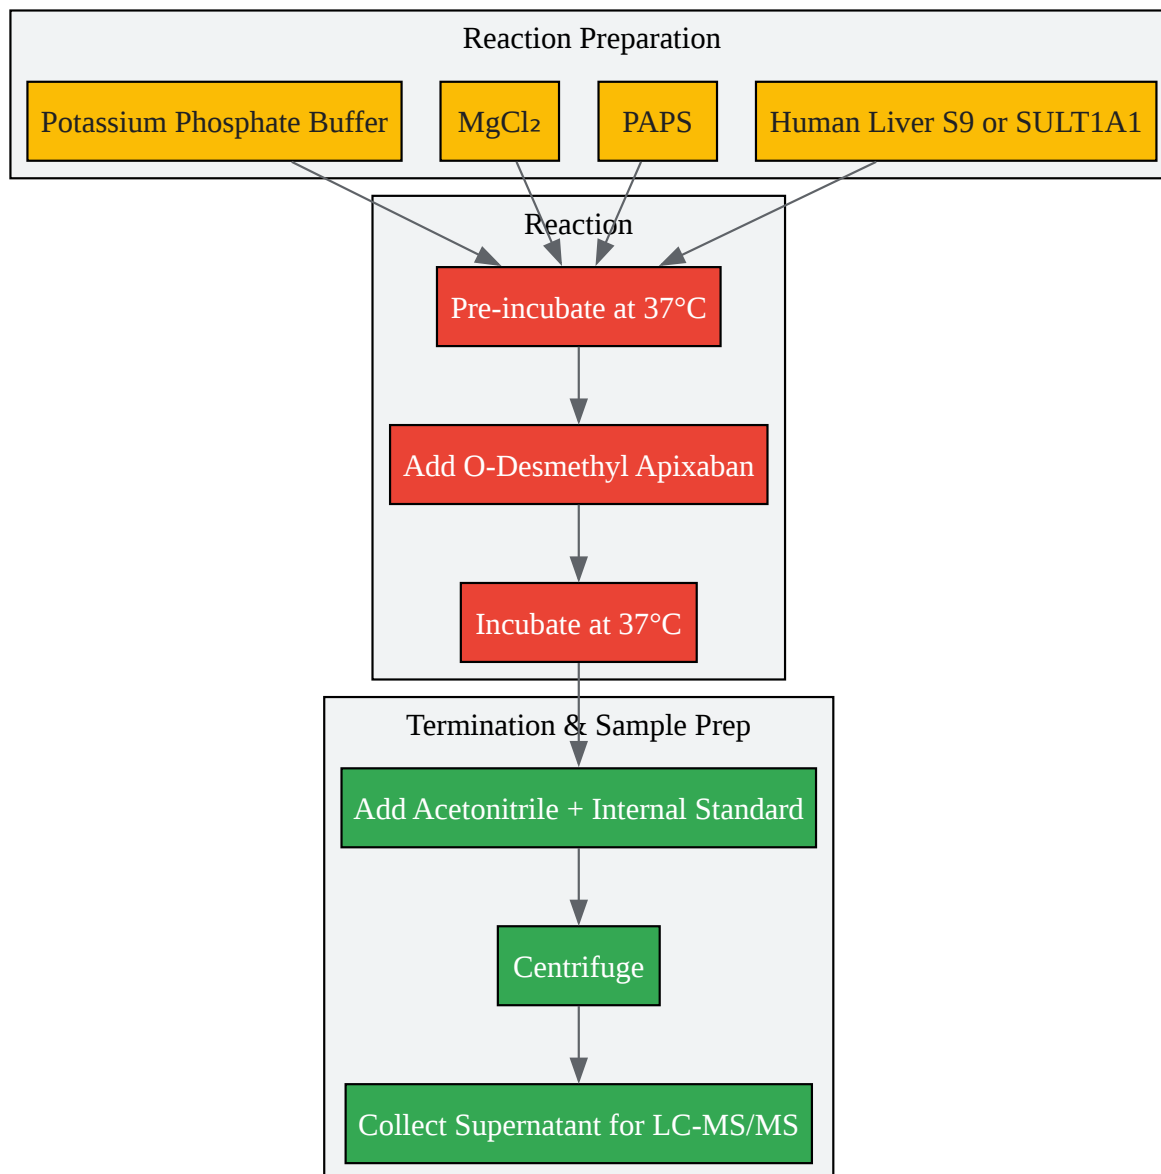 Reaction Preparation
Potassium Phosphate Buffer
MgCl₂
PAPS
Human Liver S9 or SULT1A1
Reaction
Pre-incubate at 37°C
Add O-Desmethyl Apixaban
Incubate at 37°C
Termination & Sample Prep
Add Acetonitrile + Internal Standard
Centrifuge
Collect Supernatant for LC-MS/MS